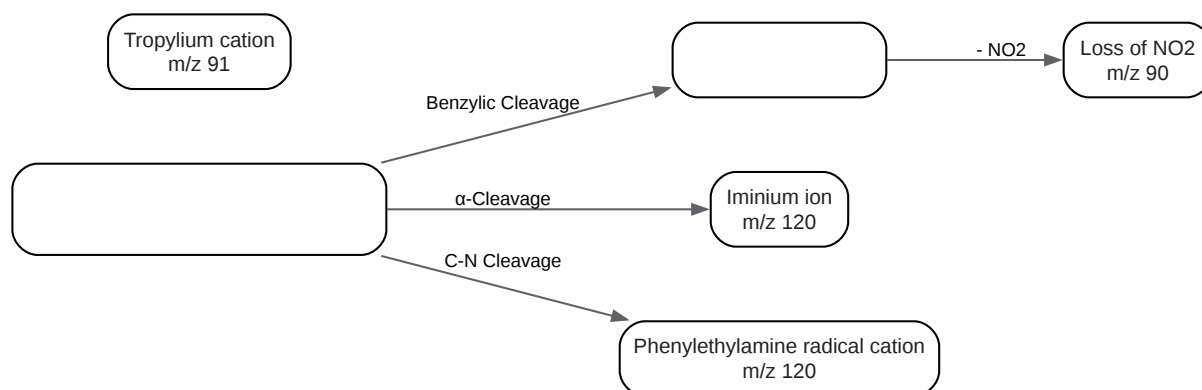 Tropylium cation
m/z 91
- NO2
Loss of NO2
m/z 90
Benzylic Cleavage
α-Cleavage
Iminium ion
m/z 120
C-N Cleavage
Phenylethylamine radical cation
m/z 120